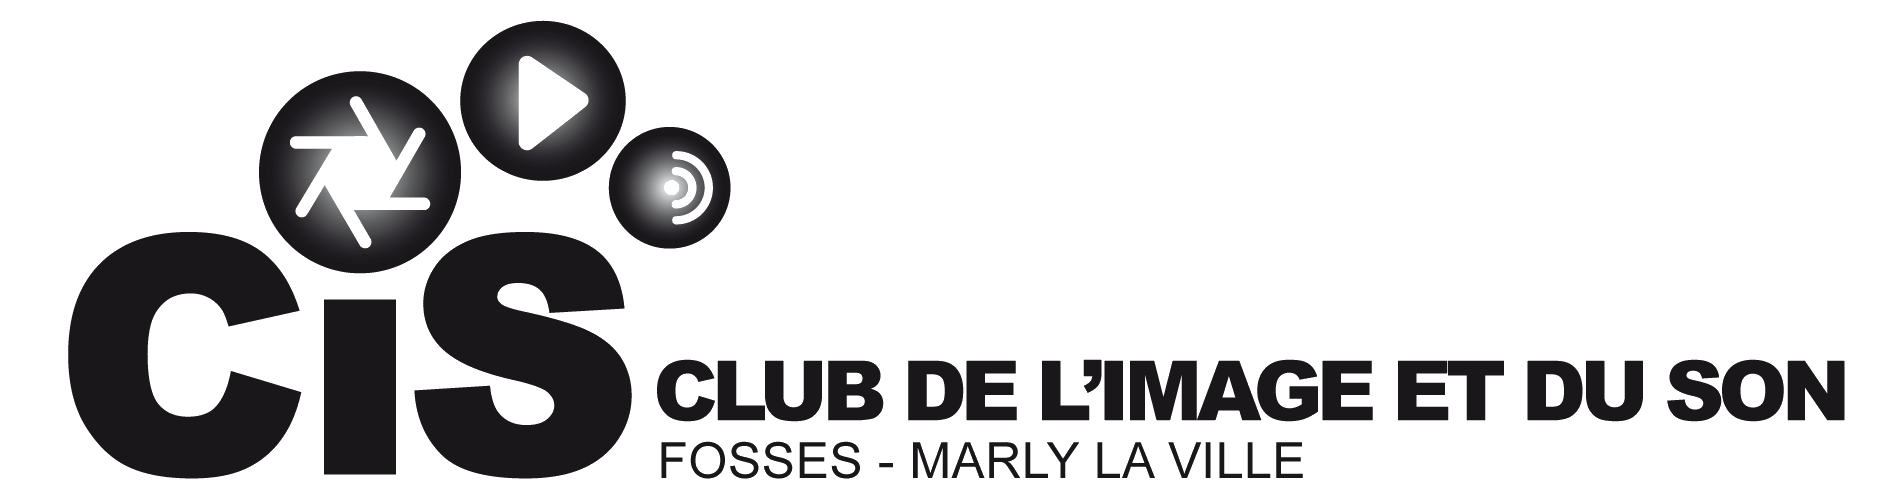 CiS
CLUB DE L'IMAGE ET DU SON
FOSSES - MARLY LA VILLE